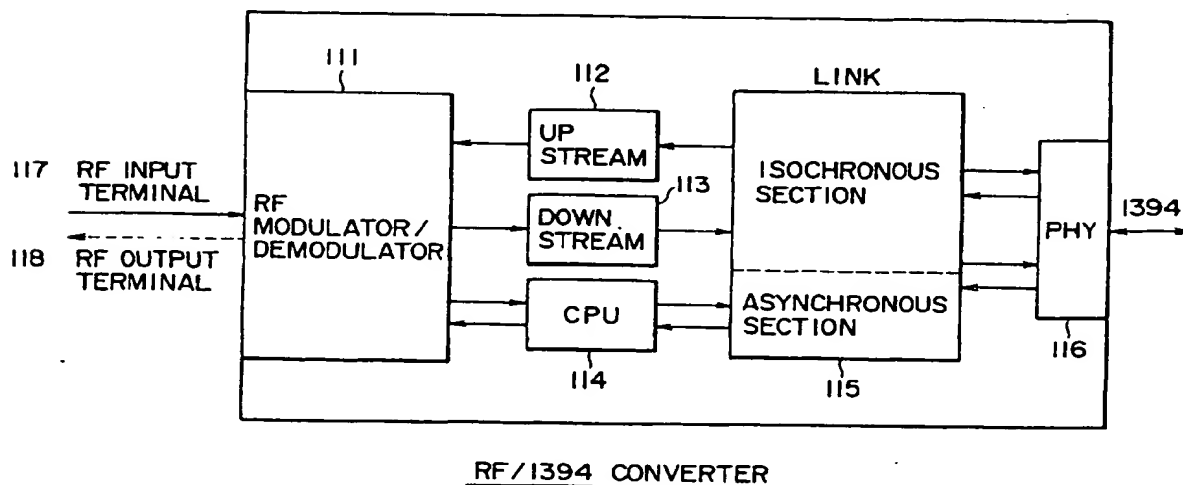 111
112
LINK
UP
STREAM
117 RF INPUT
TERMINAL
113
ISOCHRONOUS
SECTION
RF
MODULATOR/
DEMODULATOR
DOWN
STREAM
PHY
1394
118 RF OUTPUT
TERMINAL
CPU
ASYNCHRONOUS
SECTION
114
115
116
RF/1394 CONVERTER